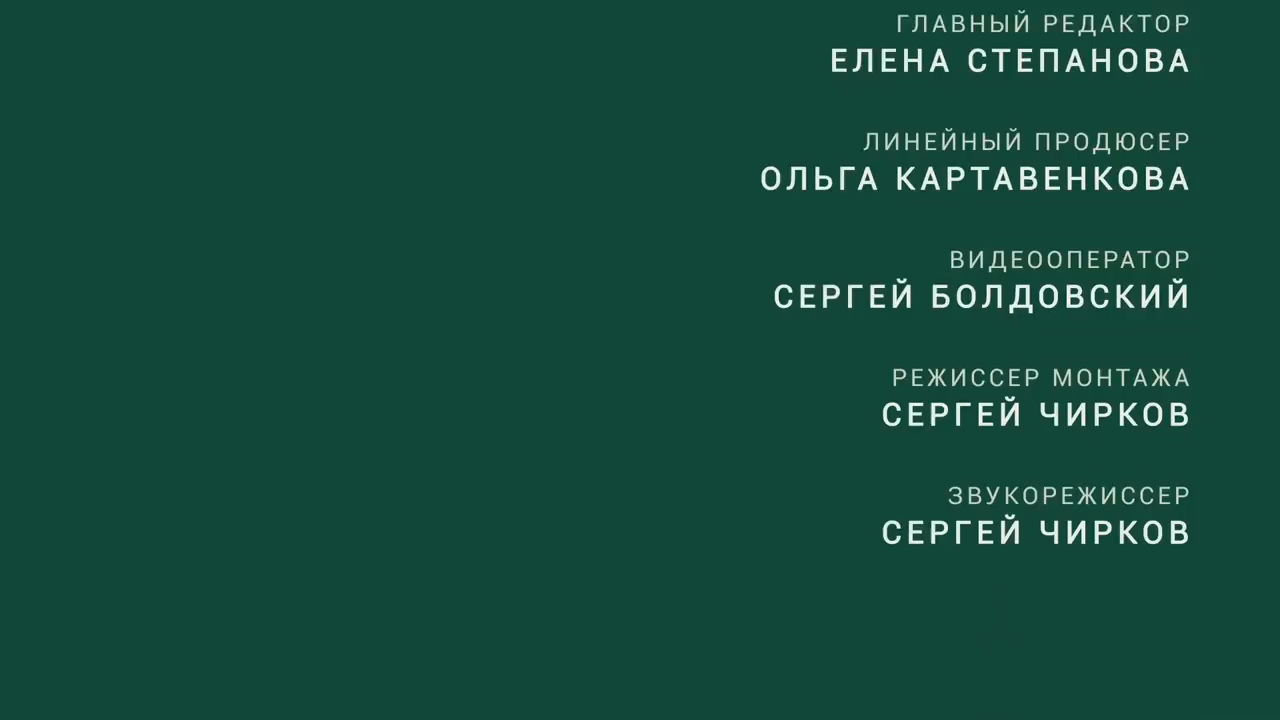 ГЛАВНЫЙ РЕДАКТОР
ЕЛЕНА СТЕПАНОВА
ЛИНЕЙНЫЙ ПРОДЮСЕР
ОЛЬГА КАРТАВЕНКОВА
ВИДЕООПЕРАТОР
СЕРГЕЙ БОЛДОВСКИЙ
РЕЖИССЕР МОНТАЖА
СЕРГЕЙ ЧИРКОВ
ЗВУКОРЕЖИССЕР
СЕРГЕЙ ЧИРКОВ